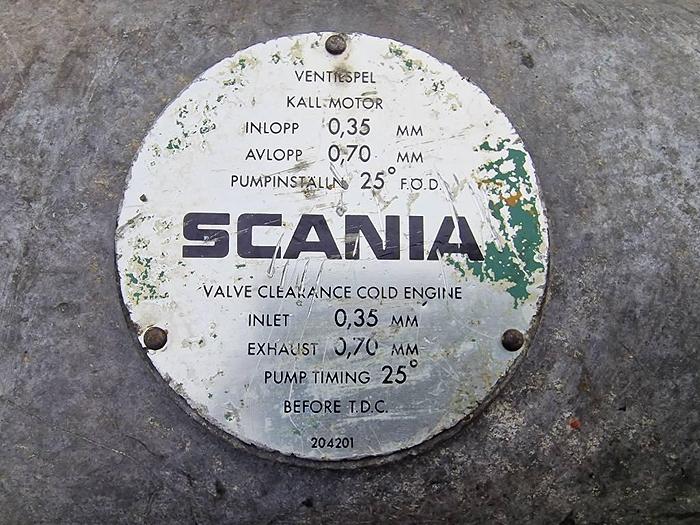 VENTILSPEL
KALL MOTOR
INLOPP 0,35 MM
AVLOPP 0,70 MM
PUMPINSTÄLLN. 25° F.Ö.D.
SCANIA
VALVE CLEARANCE COLD ENGINE
INLET 0,35 MM
EXHAUST 0,70 MM
PUMP TIMING 25°
BEFORE T.D.C.
204201